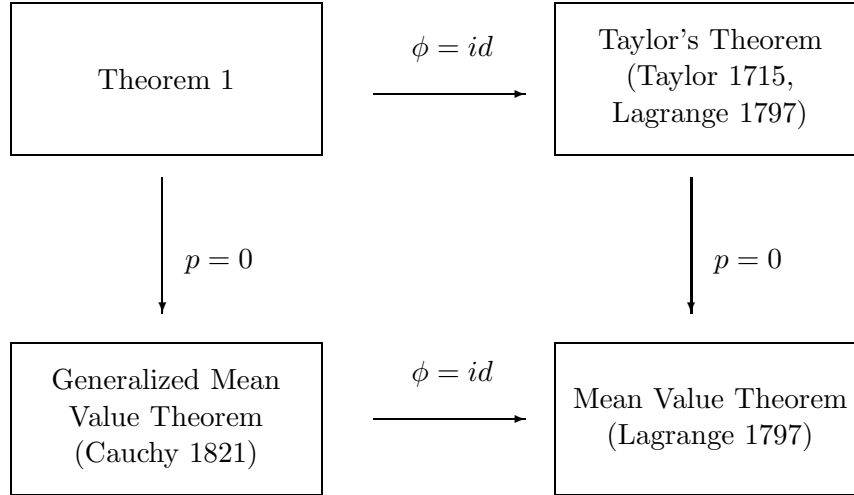 Theorem 1
ϕ = id
Taylor's Theorem
(Taylor 1715,
Lagrange 1797)
p = 0
p = 0
Generalized Mean
Value Theorem
(Cauchy 1821)
ϕ = id
Mean Value Theorem
(Lagrange 1797)